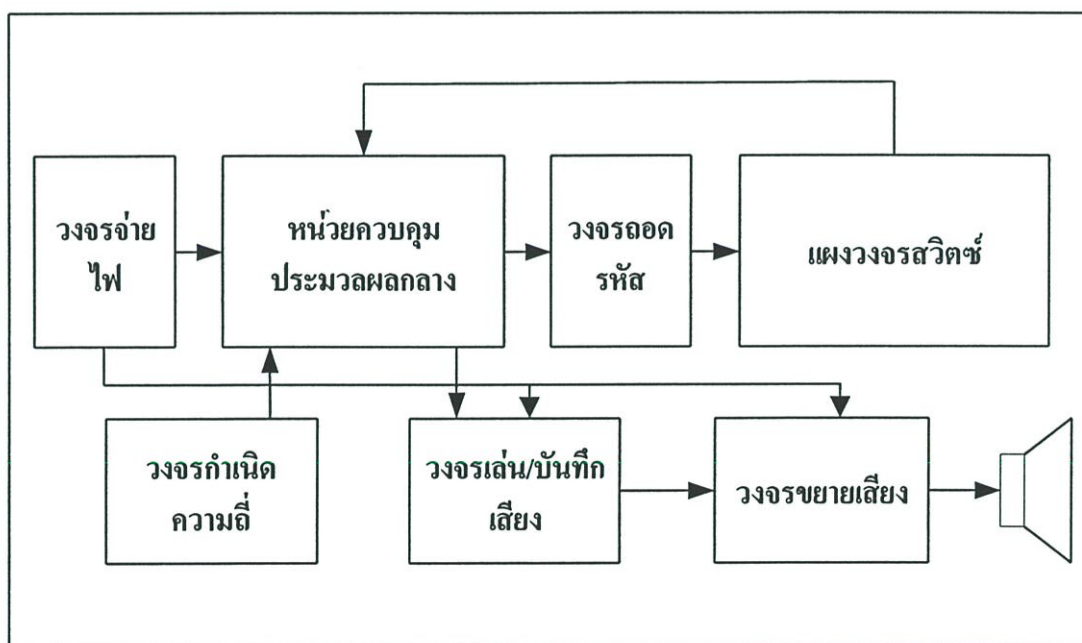 วงจรจ่าย
ไฟ
หน่วยควบคุม
ประมวลผลกลาง
วงจรถอด
รหัส
แผงวงจรสวิตซ์
วงจรกำเนิด
ความถี่
วงจรเล่น/บันทึก
เสียง
วงจรขยายเสียง